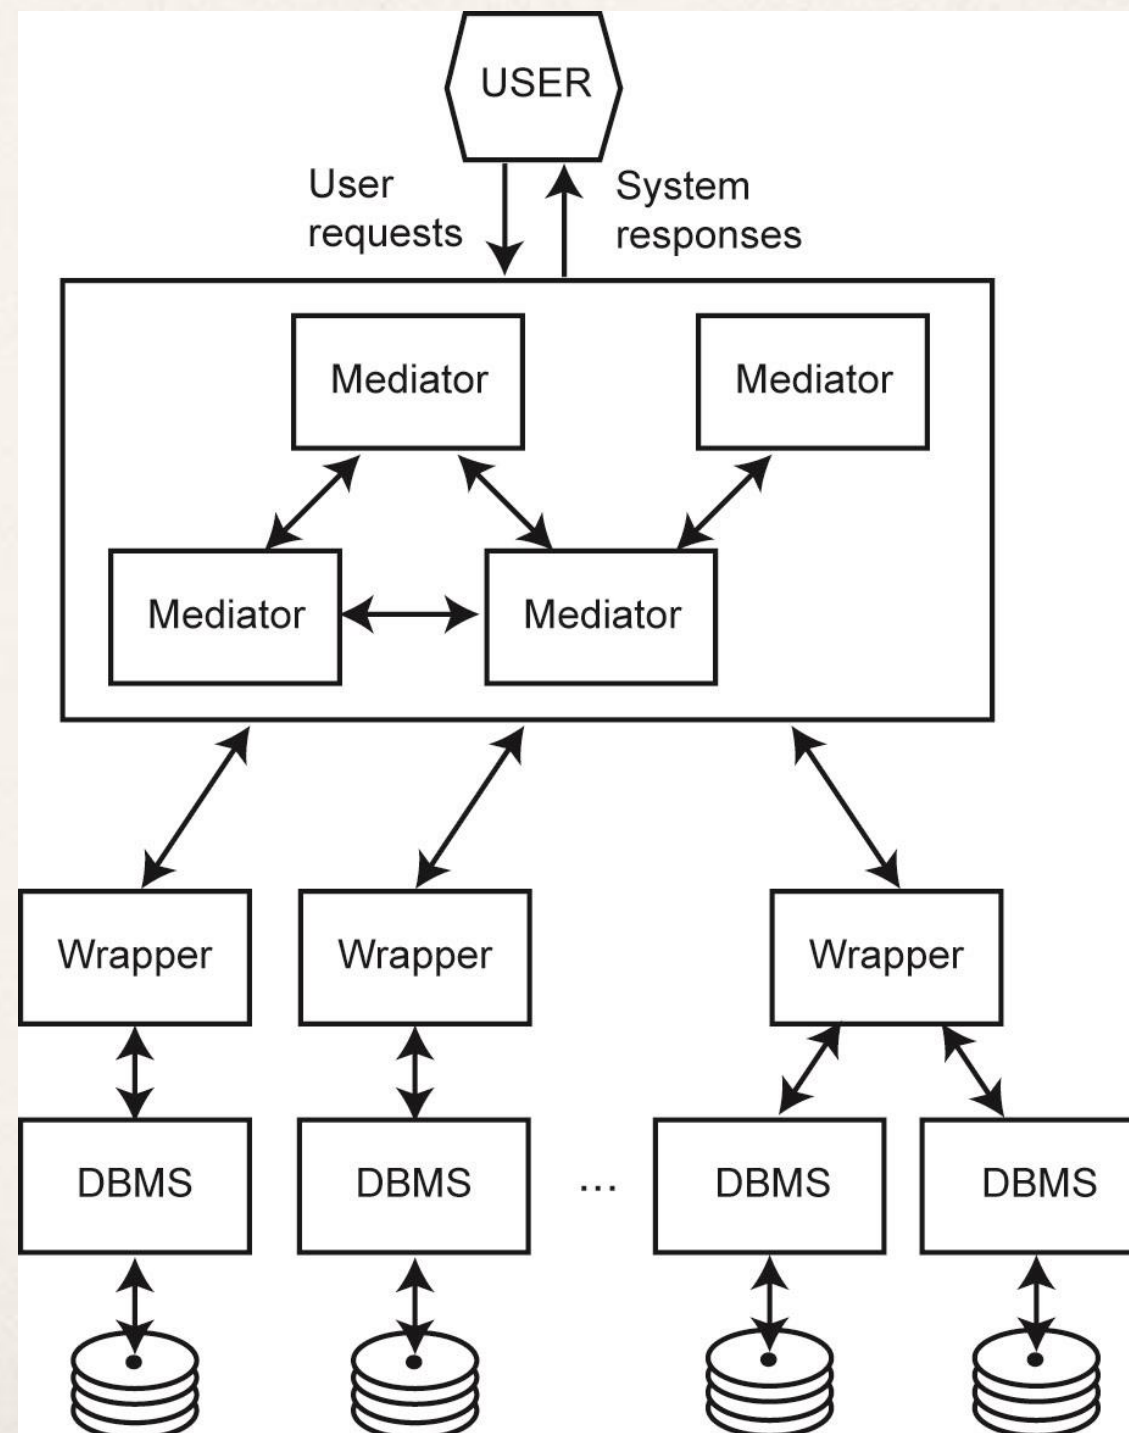 USER
User
requests
System
responses
Mediator
Mediator
Mediator
Mediator
Wrapper
Wrapper
Wrapper
DBMS
DBMS
...
DBMS
DBMS